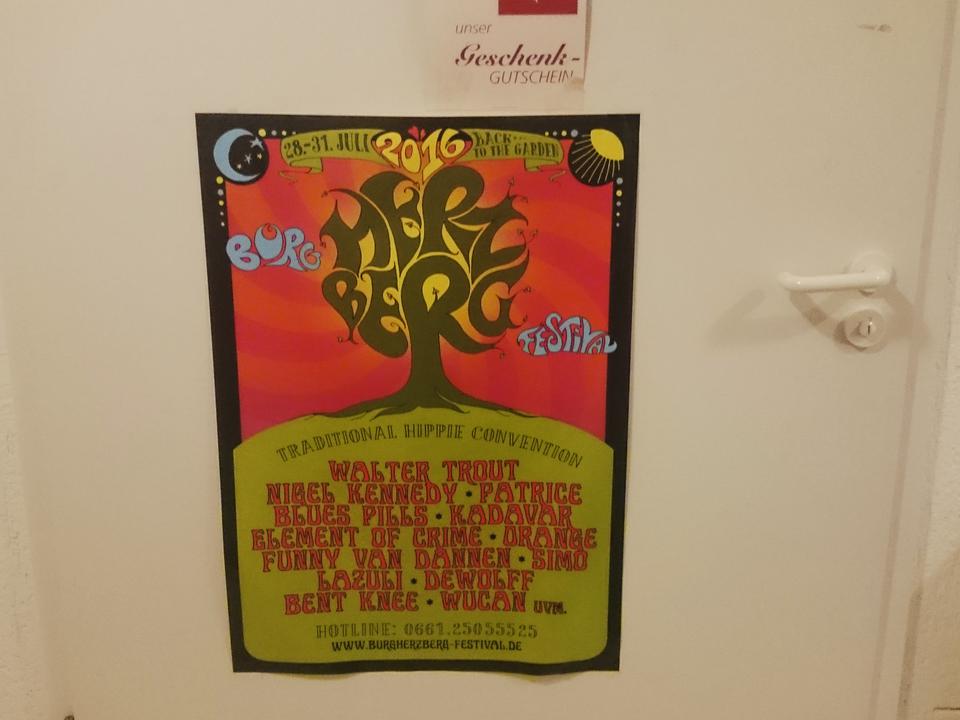 unser
Geschenk-
GUTSCHEIN
28.-31. JULI 2016 BACK
TO THE GARDEN
BURG
HERZ
BERG
FESTIVAL
TRADITIONAL HIPPIE CONVENTION
WALTER TROUT
NIGEL KENNEDY • PATRICE
BLUES PILLS • KADAVAR
ELEMENT OF CRIME • ORANGE
FUNNY VAN DANNEN • SIMO
LAZULI • DEWOLFF
BENT KNEE • WUCAN UVM.
HOTLINE: 0661.25055525
WWW.BURGHERZBERG-FESTIVAL.DE